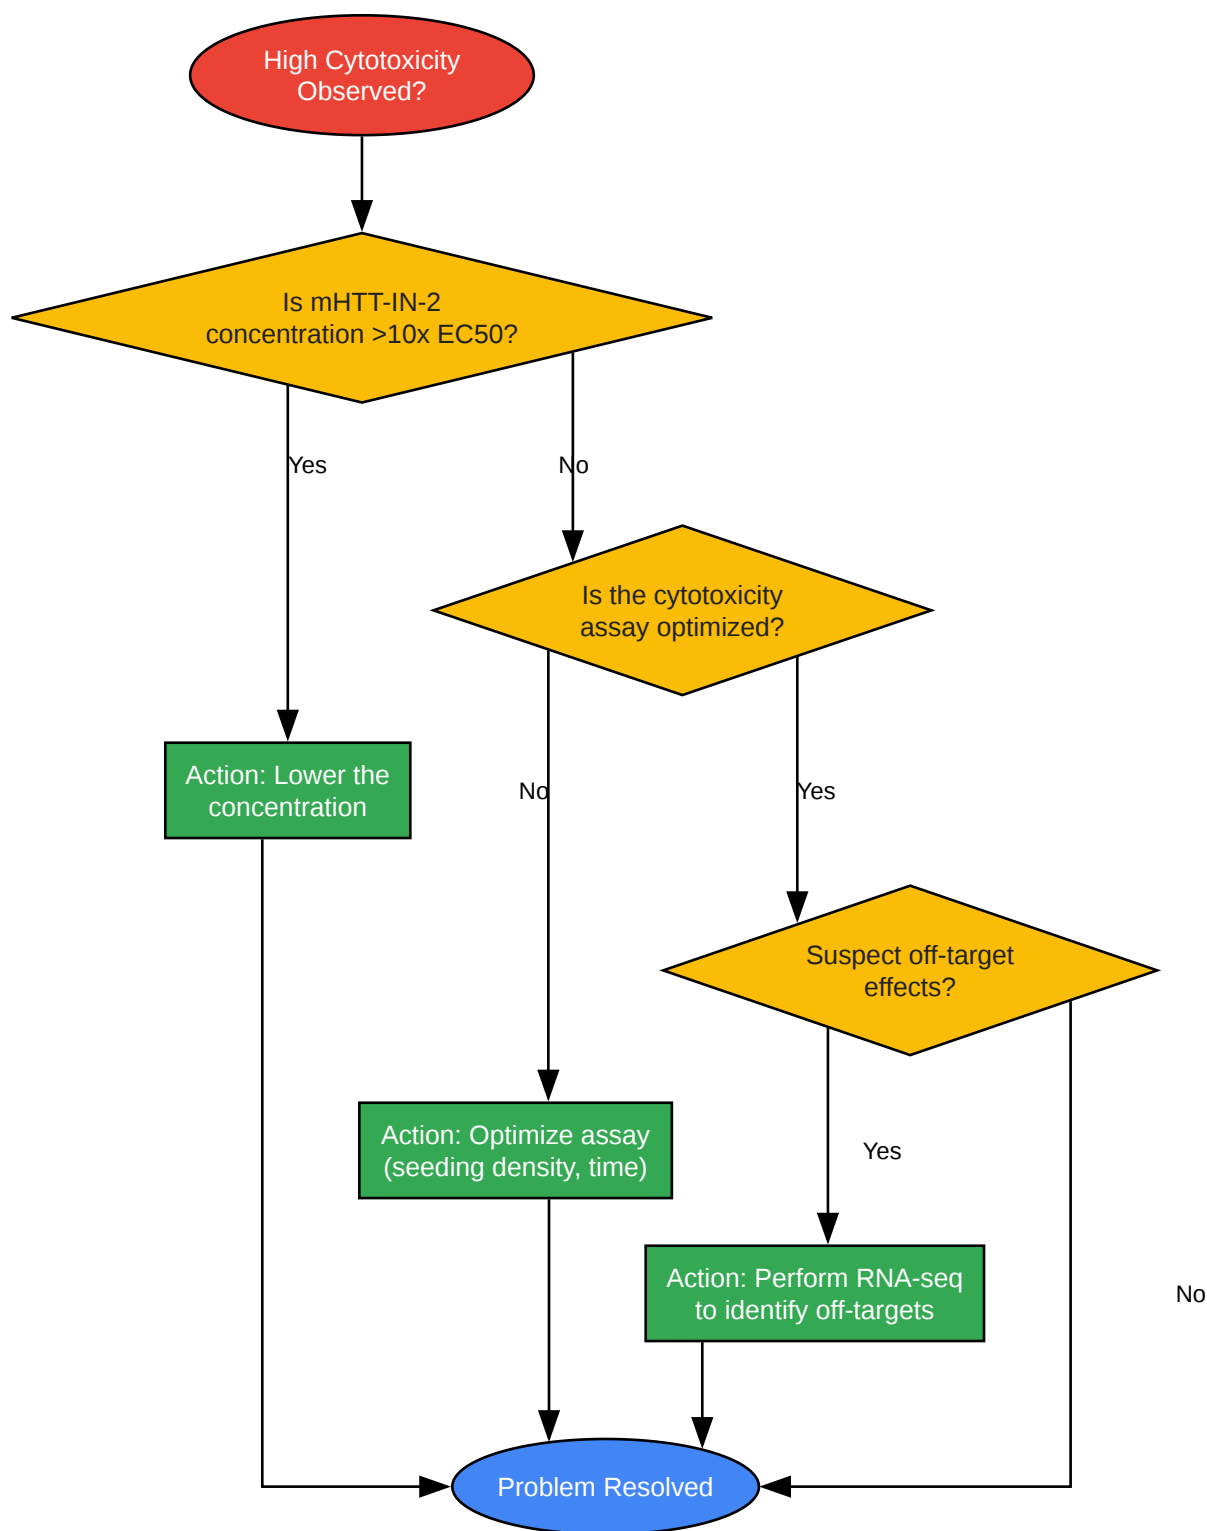 High Cytotoxicity
Observed?
Is mHTT-IN-2
concentration >10x EC50?
Yes
No
Is the cytotoxicity
assay optimized?
Action: Lower the
concentration
No
Yes
Suspect off-target
effects?
Action: Optimize assay
(seeding density, time)
Yes
Action: Perform RNA-seq
to identify off-targets
No
Problem Resolved